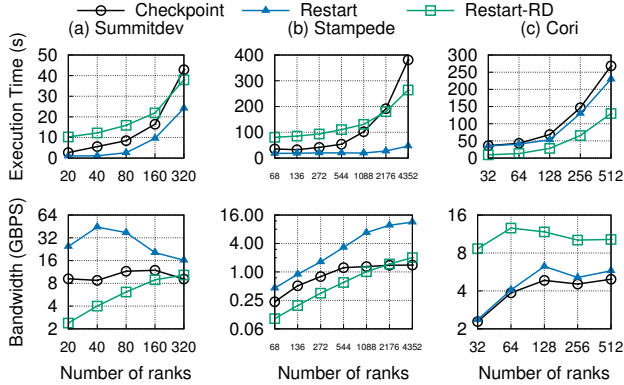 Checkpoint Restart Restart-RD
(a) Summitdev (b) Stampede (c) Cori
Execution Time (s)
50
40
30
20
10
0
20 40 80 160 320
400
300
200
100
0
68 136 272 544 1088 2176 4352
300
250
200
150
100
50
0
32 64 128 256 512
Bandwidth (GBPS)
64
32
16
8
4
2
20 40 80 160 320
Number of ranks
16.00
4.00
1.00
0.25
0.06
68 136 272 544 1088 2176 4352
Number of ranks
16
8
4
2
32 64 128 256 512
Number of ranks